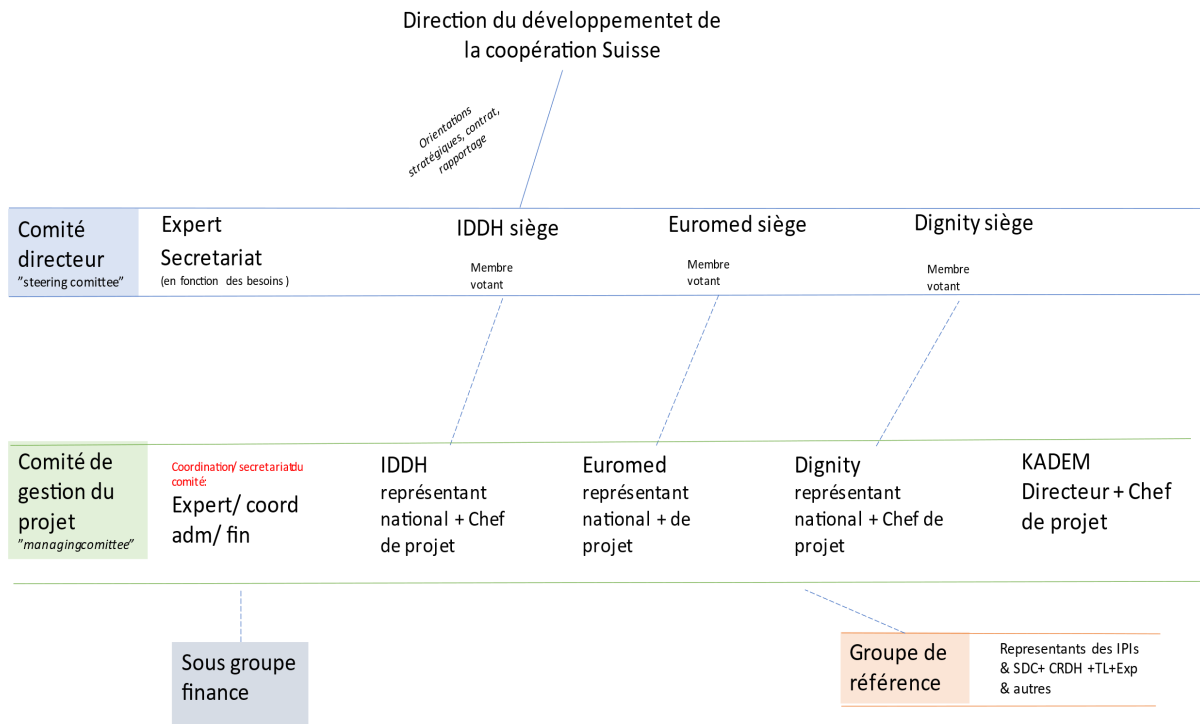 Direction du développementet de
la coopération Suisse
Orientations
stratégiques, contrat,
rapportage
Comité
directeur
"steering comittee"
Expert
Secretariat
(en fonction des besoins )
IDDH siège
Membre
votant
Euromed siège
Membre
votant
Dignity siège
Membre
votant
Comité de
gestion du
projet
"managingcomittee"
Coordination/ secretariatdu
comité:
Expert/ coord
adm/ fin
IDDH
représentant
national + Chef
de projet
Euromed
représentant
national + de
projet
Dignity
représentant
national + Chef de
projet
KADEM
Directeur + Chef
de projet
Sous groupe
finance
Groupe de
référence
Representants des IPIs
& SDC+ CRDH +TL+Exp
& autres